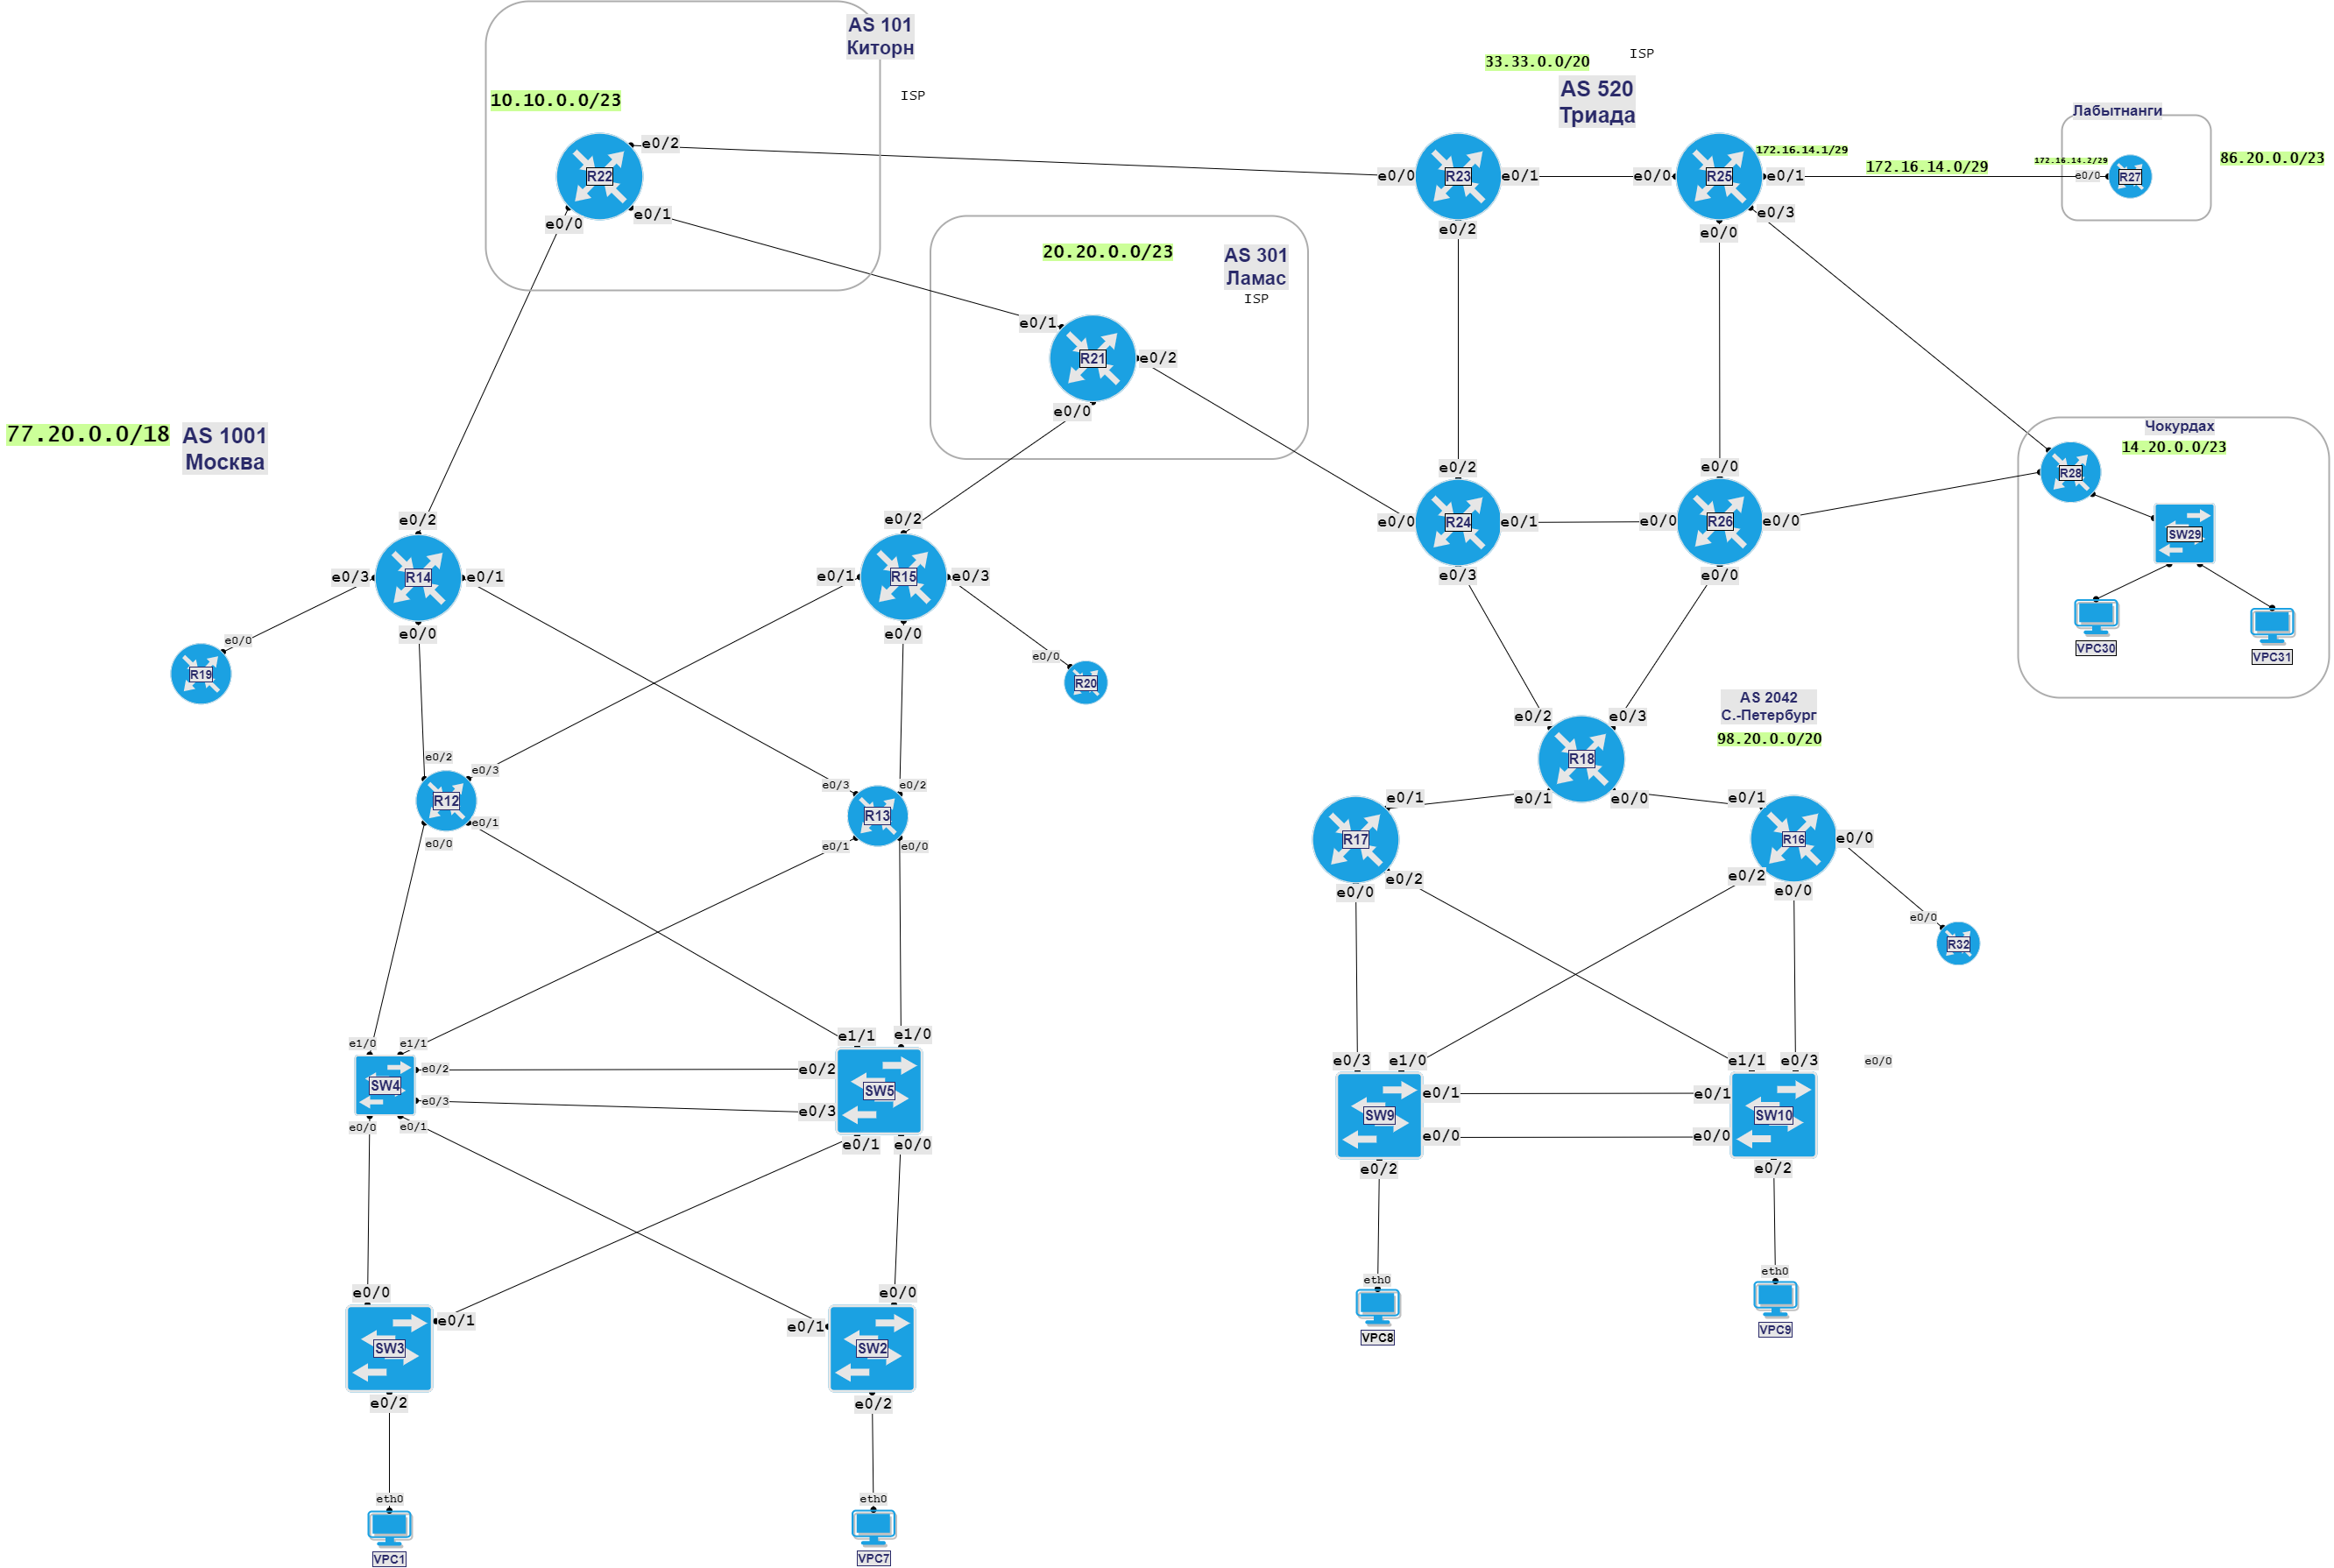 AS 101
Киторн
ISP
10.10.0.0/23
R22
e0/2
e0/1
e0/0
33.33.0.0/20
ISP
AS 520
Триада
e0/0
R23
e0/1
e0/2
e0/0
R25
172.16.14.1/29
e0/1
e0/3
e0/0
172.16.14.0/29
Лабытнанги
172.16.14.2/29
e0/0
R27
86.20.0.0/23
20.20.0.0/23
AS 301
Ламас
ISP
e0/1
R21
e0/2
e0/0
77.20.0.0/18
AS 1001
Москва
e0/2
e0/3
R14
e0/1
e0/0
e0/2
e0/1
R15
e0/3
e0/0
e0/0
R19
e0/0
R20
e0/2
e0/0
R24
e0/1
e0/3
e0/0
e0/0
R26
e0/0
e0/0
Чокурдах
14.20.0.0/23
R28
SW29
VPC30
VPC31
AS 2042
С.-Петербург
98.20.0.0/20
e0/2
e0/3
R18
e0/1
e0/0
e0/2
e0/3
R12
e0/1
e0/0
e0/3
e0/2
R13
e0/1
e0/0
e0/1
R17
e0/0
e0/2
e0/1
R16
e0/0
e0/2
e0/0
e0/0
R32
e1/0
e1/1
SW4
e0/2
e0/3
e0/0
e0/1
e1/1
e1/0
e0/2
SW5
e0/3
e0/1
e0/0
e0/3
e1/0
SW9
e0/1
e0/0
e0/2
e1/1
e0/3
e0/1
SW10
e0/0
e0/2
e0/0
e0/0
e0/1
SW3
e0/2
e0/0
e0/1
SW2
e0/2
eth0
VPC8
eth0
VPC9
eth0
VPC1
eth0
VPC7